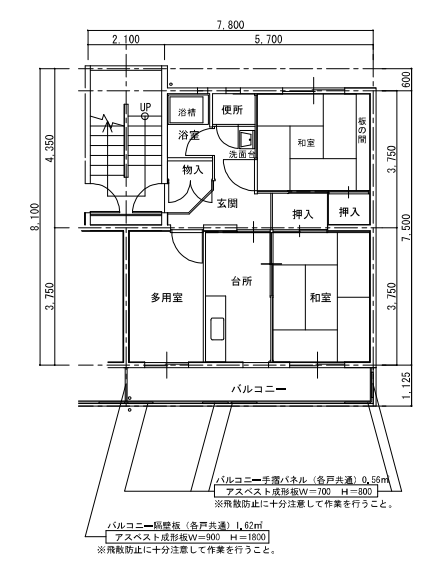 7.800
2.100
5.700
600
UP
浴槽
便所
浴室
洗面台
和室
板の間
4.350
3.750
8.100
7.500
物入
玄関
押入
押入
3.750
3.750
多用室
台所
和室
バルコニー
1.125
バルコニー手摺パネル（各戸共通）0.56㎡
アスベスト成形板W=700 H=800
※飛散防止に十分注意して作業を行うこと。
バルコニー隔壁板（各戸共通）1.62㎡
アスベスト成形板W=900 H=1800
※飛散防止に十分注意して作業を行うこと。